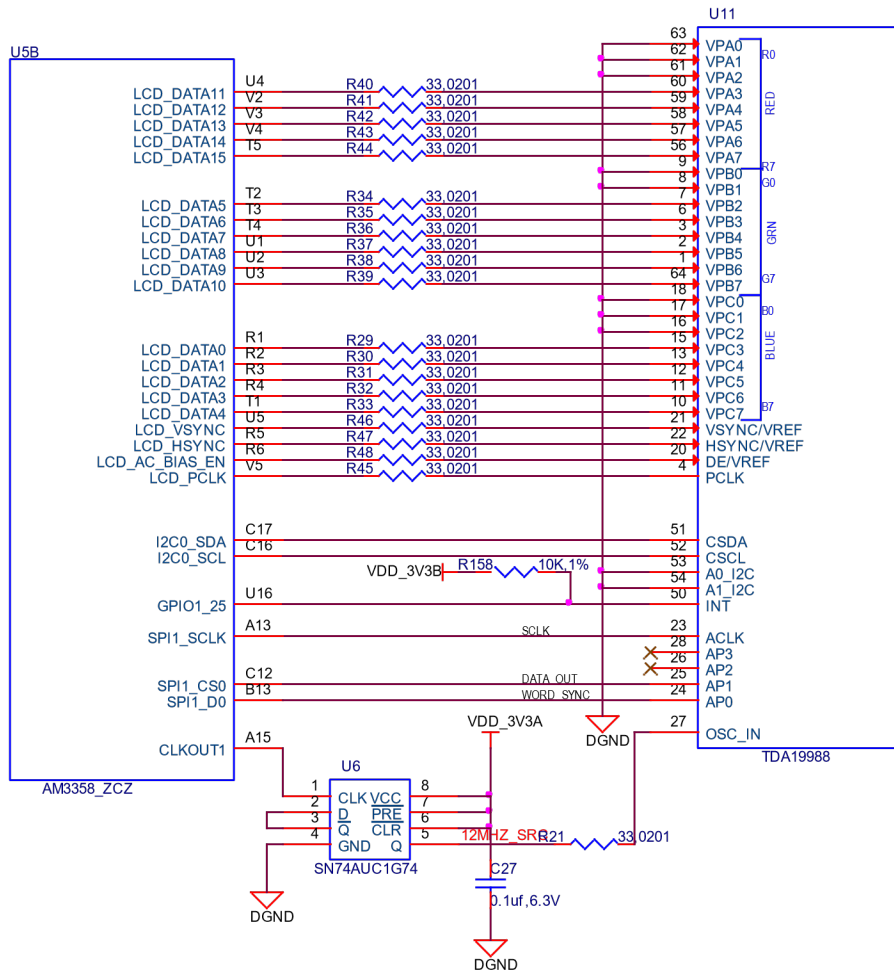 U11
U5B
63 VPA0 R0
62 VPA1
61 VPA2
LCD_DATA11 U4 R40 33,0201 60 VPA3
LCD_DATA12 V2 R41 33,0201 59 VPA4 RED
LCD_DATA13 V3 R42 33,0201 58 VPA5
LCD_DATA14 V4 R43 33,0201 57 VPA6
LCD_DATA15 T5 R44 33,0201 56 VPA7 R7
9 VPB0 G0
8 VPB1
LCD_DATA5 T2 R34 33,0201 7 VPB2
LCD_DATA6 T3 R35 33,0201 6 VPB3
LCD_DATA7 T4 R36 33,0201 3 VPB4 GRN
LCD_DATA8 U1 R37 33,0201 2 VPB5
LCD_DATA9 U2 R38 33,0201 1 VPB6
LCD_DATA10 U3 R39 33,0201 64 VPB7 G7
18 VPC0 B0
17 VPC1
16 VPC2
LCD_DATA0 R1 R29 33,0201 15 VPC3 BLUE
LCD_DATA1 R2 R30 33,0201 13 VPC4
LCD_DATA2 R3 R31 33,0201 12 VPC5
LCD_DATA3 R4 R32 33,0201 11 VPC6
LCD_DATA4 T1 R33 33,0201 10 VPC7 B7
LCD_VSYNC U5 R46 33,0201 21 VSYNC/VREF
LCD_HSYNC R5 R47 33,0201 22 HSYNC/VREF
LCD_AC_BIAS_EN R6 R48 33,0201 20 DE/VREF
LCD_PCLK V5 R45 33,0201 4 PCLK
I2C0_SDA C17 51 CSDA
I2C0_SCL C16 52 CSCL
VDD_3V3B R158 10K,1% 53 A0_I2C
54 A1_I2C
GPIO1_25 U16 50 INT
SPI1_SCLK A13 SCLK 23 ACLK
28 AP3
26 AP2
SPI1_CS0 C12 DATA OUT 25 AP1
SPI1_D0 B13 WORD_SYNC 24 AP0
VDD_3V3A 27 OSC_IN
DGND
CLKOUT1 A15 TDA19988
U6
AM3358_ZCZ
1 CLK VCC 8
2 D PRE 7
3 Q CLR 6
4 GND Q 5 12MHZ_SRC R21 33,0201
SN74AUC1G74 C27
0.1uf,6.3V
DGND
DGND